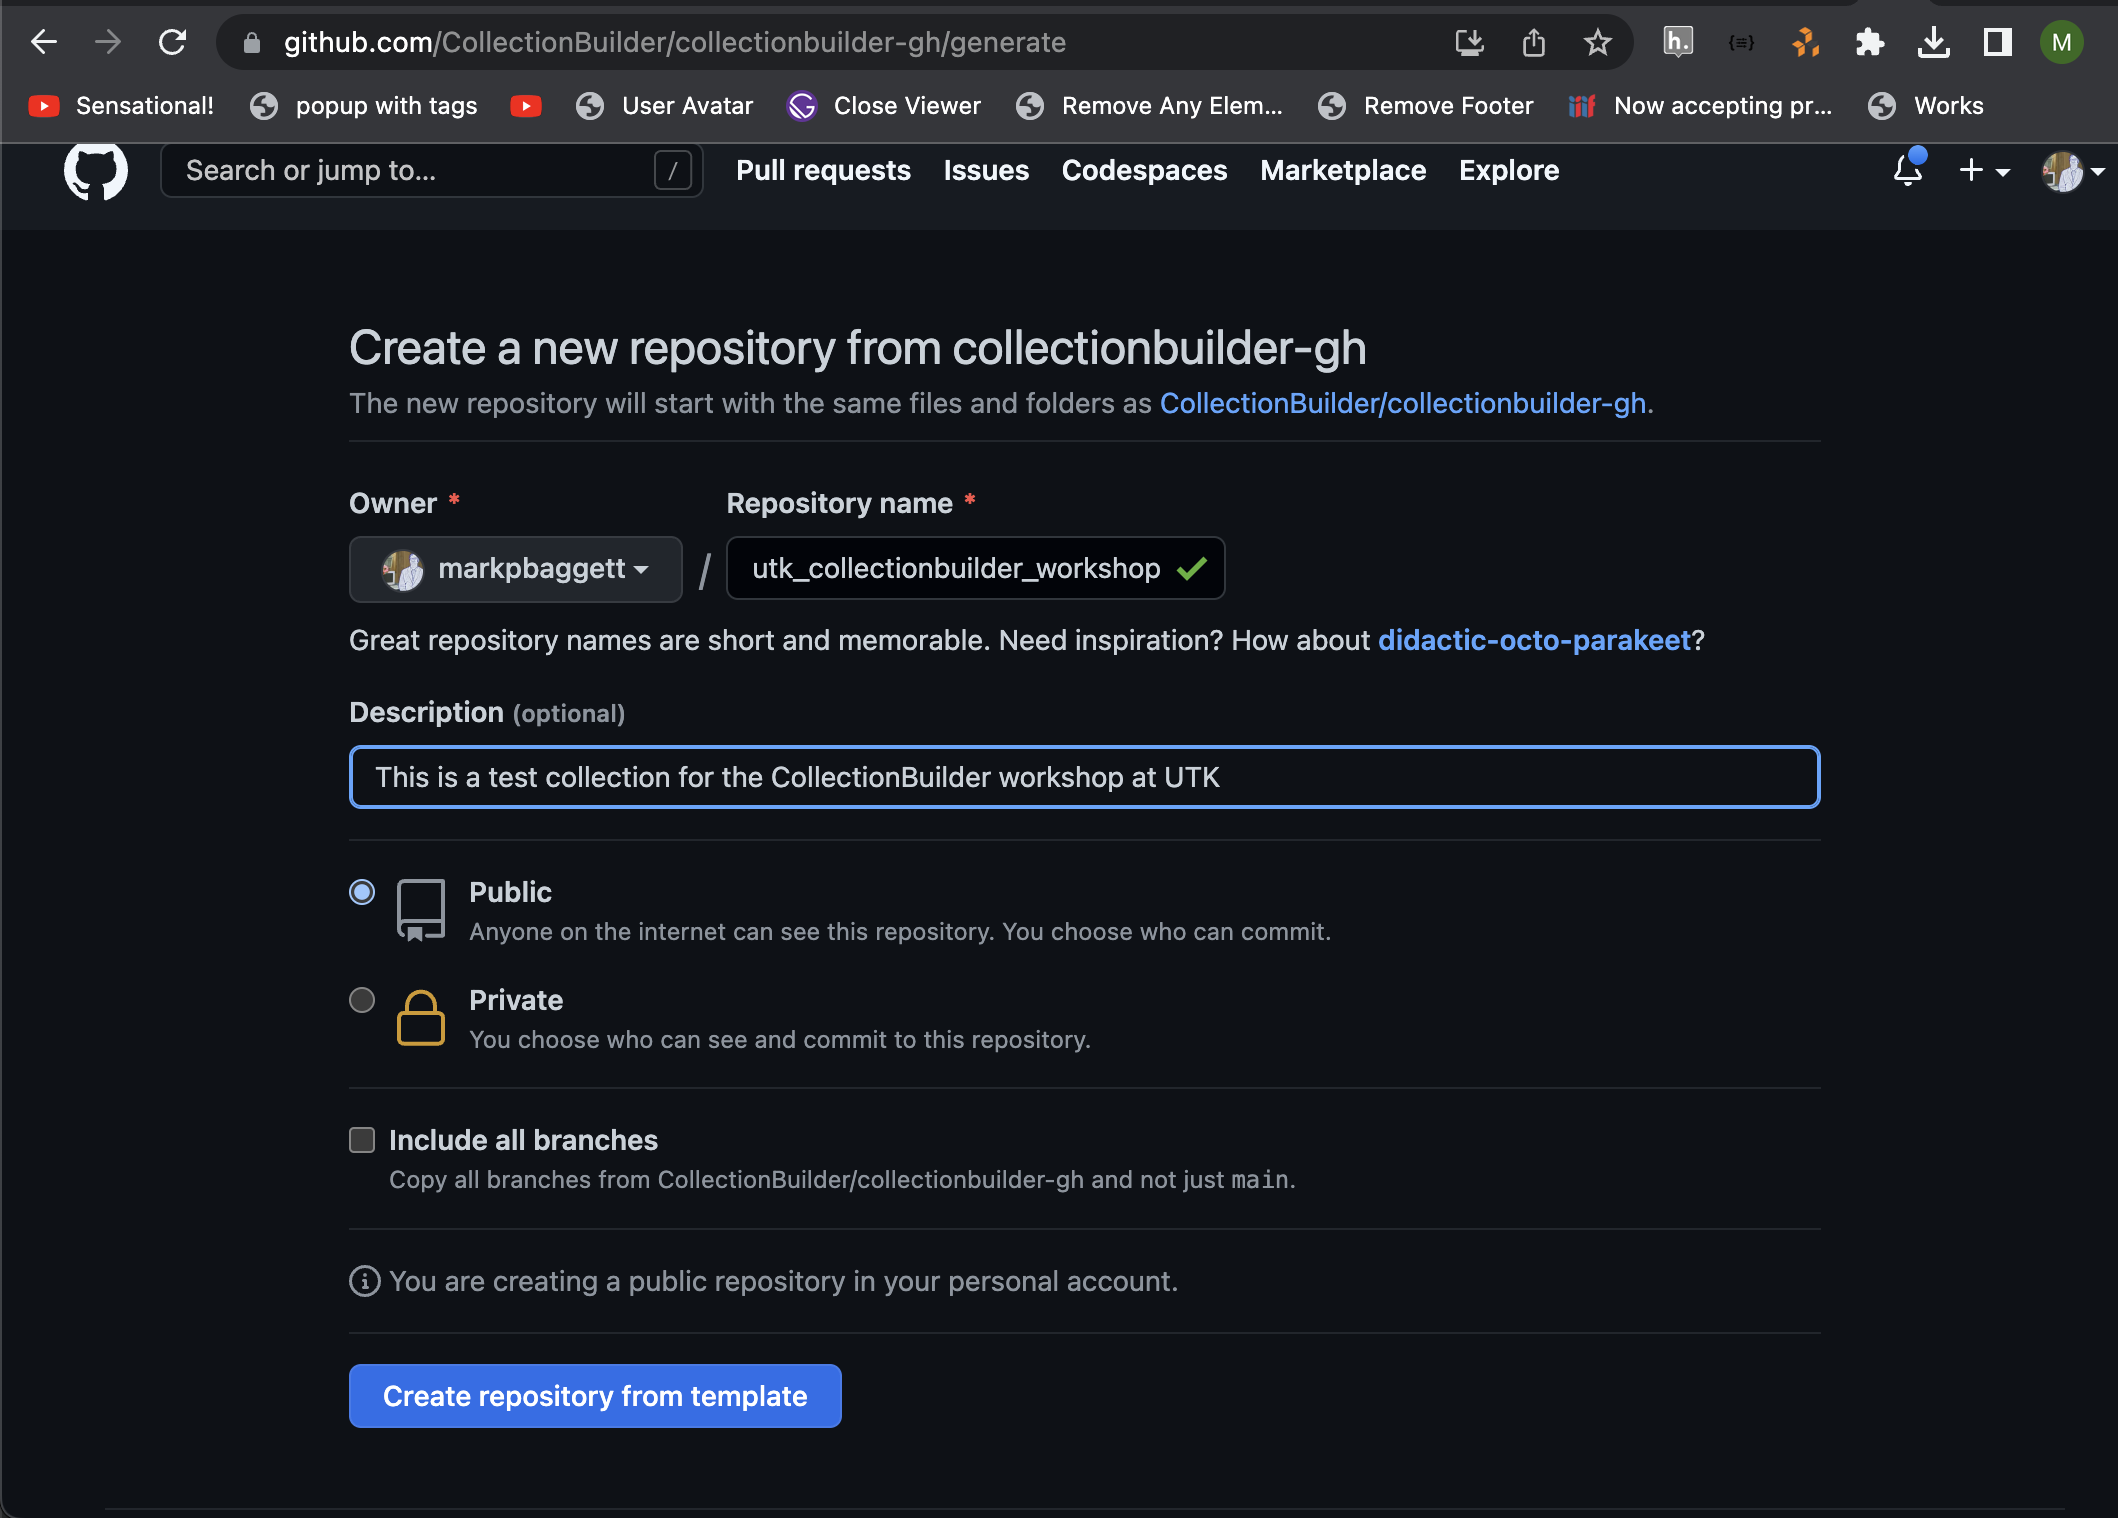 github.com/CollectionBuilder/collectionbuilder-gh/generate
h.
M
Sensational!
popup with tags
User Avatar
Close Viewer
Remove Any Elem...
Remove Footer
Now accepting pr...
Works
Search or jump to...
/
Pull requests
Issues
Codespaces
Marketplace
Explore
Create a new repository from collectionbuilder-gh
The new repository will start with the same files and folders as CollectionBuilder/collectionbuilder-gh.
Owner *
Repository name *
markpbaggett
/
utk_collectionbuilder_workshop
Great repository names are short and memorable. Need inspiration? How about didactic-octo-parakeet?
Description (optional)
This is a test collection for the CollectionBuilder workshop at UTK
Public
Anyone on the internet can see this repository. You choose who can commit.
Private
You choose who can see and commit to this repository.
Include all branches
Copy all branches from CollectionBuilder/collectionbuilder-gh and not just main.
You are creating a public repository in your personal account.
Create repository from template